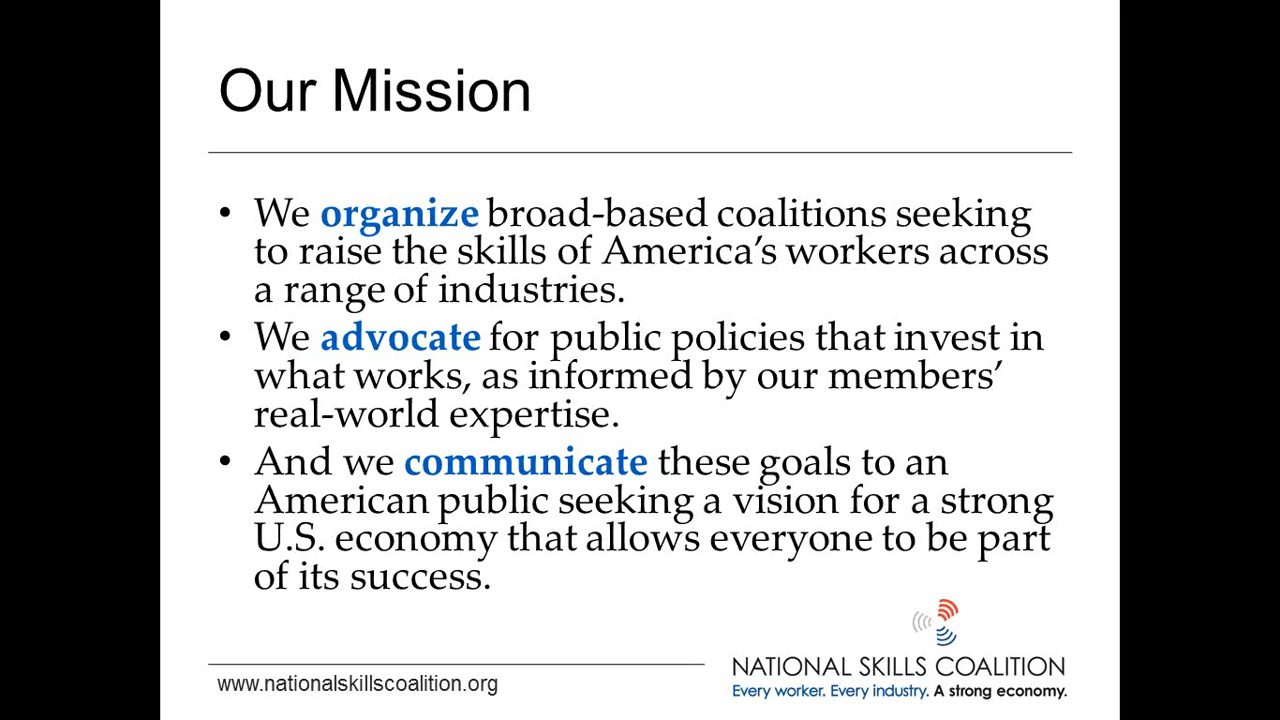 Our Mission
• We organize broad-based coalitions seeking
to raise the skills of America’s workers across
a range of industries.
• We advocate for public policies that invest in
what works, as informed by our members’
real-world expertise.
• And we communicate these goals to an
American public seeking a vision for a strong
U.S. economy that allows everyone to be part
of its success.
www.nationalskillscoalition.org
NATIONAL SKILLS COALITION
Every worker. Every industry. A strong economy.